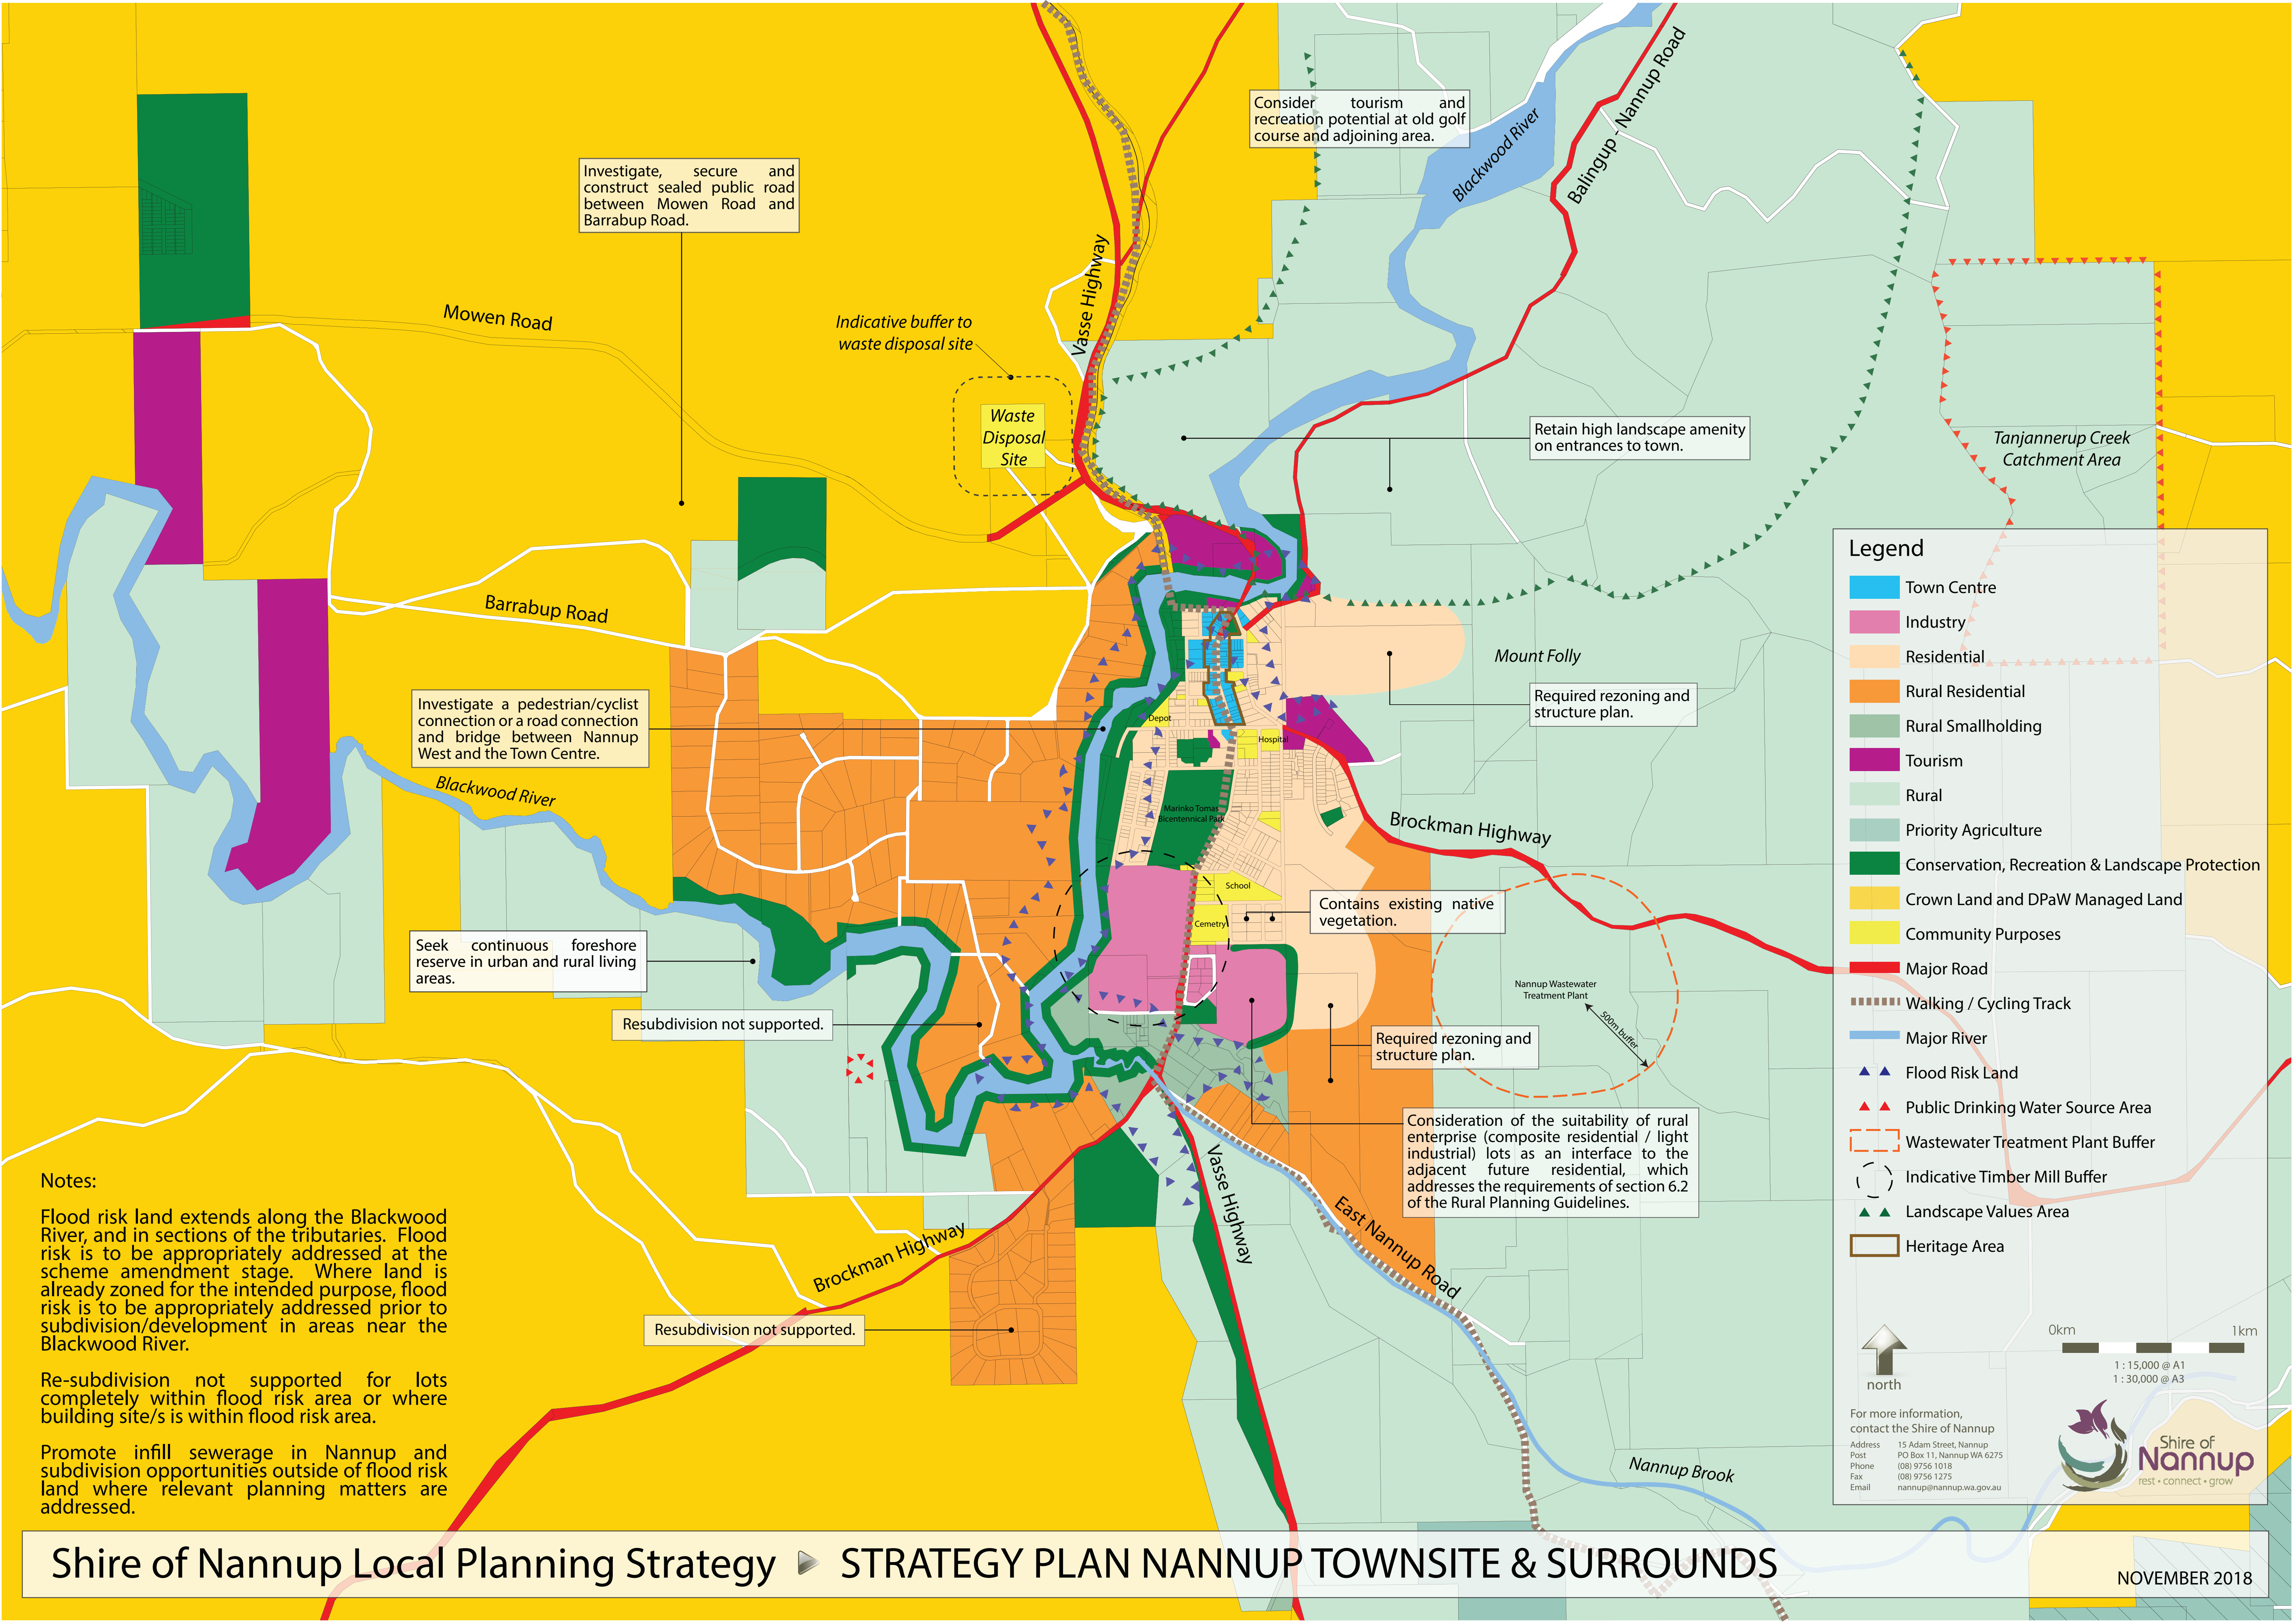 Consider tourism and
recreation potential at old golf
course and adjoining area.
Blackwood River
Balingup - Nannup Road
Investigate, secure and
construct sealed public road
between Mowen Road and
Barrabup Road.
Vasse Highway
Mowen Road
Indicative buffer to
waste disposal site
Waste
Disposal
Site
Retain high landscape amenity
on entrances to town.
Tanjannerup Creek
Catchment Area
Barrabup Road
Mount Folly
Required rezoning and
structure plan.
Investigate a pedestrian/cyclist
connection or a road connection
and bridge between Nannup
West and the Town Centre.
Depot
Hospital
Blackwood River
Marinko Tomas
Bicentennical Park
Brockman Highway
School
Cemetry
Contains existing native
vegetation.
Seek continuous foreshore
reserve in urban and rural living
areas.
Nannup Wastewater
Treatment Plant
500m buffer
Resubdivision not supported.
Required rezoning and
structure plan.
Consideration of the suitability of rural
enterprise (composite residential / light
industrial) lots as an interface to the
adjacent future residential, which
addresses the requirements of section 6.2
of the Rural Planning Guidelines.
Vasse Highway
East Nannup Road
Brockman Highway
Resubdivision not supported.
Nannup Brook
Notes:
Flood risk land extends along the Blackwood
River, and in sections of the tributaries. Flood
risk is to be appropriately addressed at the
scheme amendment stage. Where land is
already zoned for the intended purpose, flood
risk is to be appropriately addressed prior to
subdivision/development in areas near the
Blackwood River.
Re-subdivision not supported for lots
completely within flood risk area or where
building site/s is within flood risk area.
Promote infill sewerage in Nannup and
subdivision opportunities outside of flood risk
land where relevant planning matters are
addressed.
Legend
Town Centre
Industry
Residential
Rural Residential
Rural Smallholding
Tourism
Rural
Priority Agriculture
Conservation, Recreation & Landscape Protection
Crown Land and DPaW Managed Land
Community Purposes
Major Road
Walking / Cycling Track
Major River
Flood Risk Land
Public Drinking Water Source Area
Wastewater Treatment Plant Buffer
Indicative Timber Mill Buffer
Landscape Values Area
Heritage Area
north
0km 1km
1 : 15,000 @ A1
1 : 30,000 @ A3
For more information,
contact the Shire of Nannup
Address 15 Adam Street, Nannup
Post PO Box 11, Nannup WA 6275
Phone (08) 9756 1018
Fax (08) 9756 1275
Email nannup@nannup.wa.gov.au
Shire of
Nannup
rest • connect • grow
Shire of Nannup Local Planning Strategy STRATEGY PLAN NANNUP TOWNSITE & SURROUNDS
NOVEMBER 2018